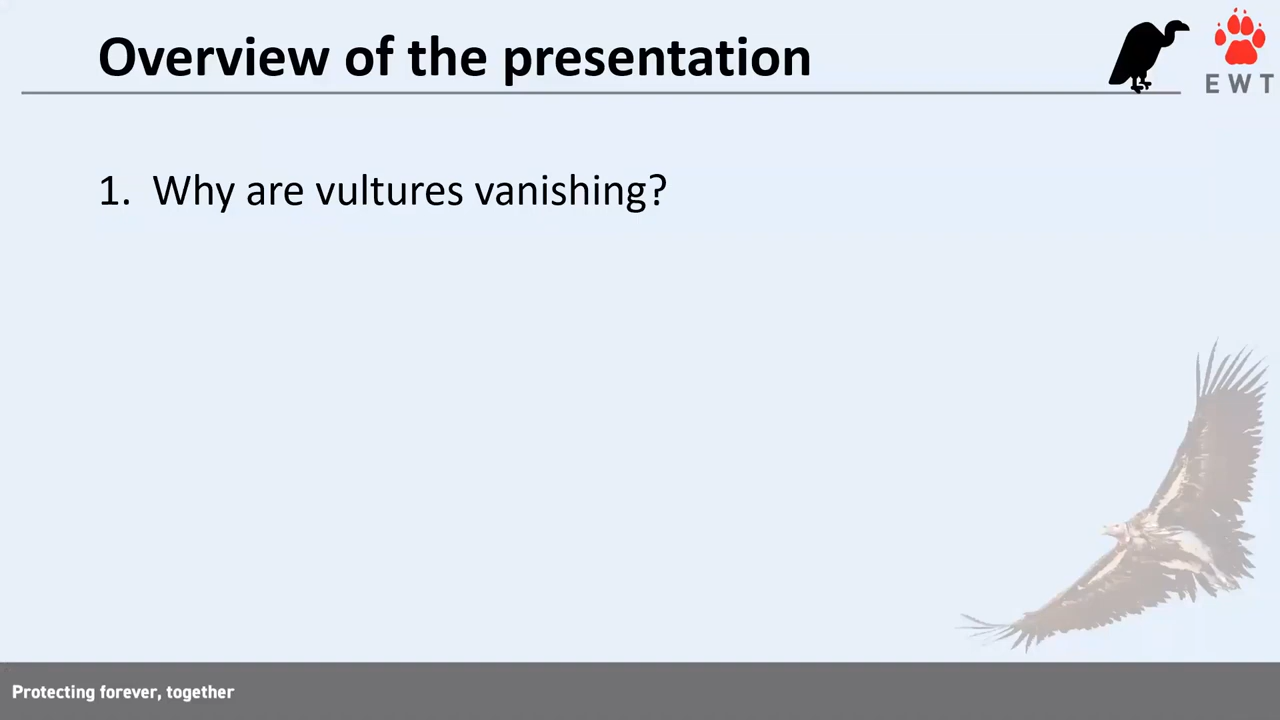 Overview of the presentation
EWT
1. Why are vultures vanishing?
Protecting forever, together